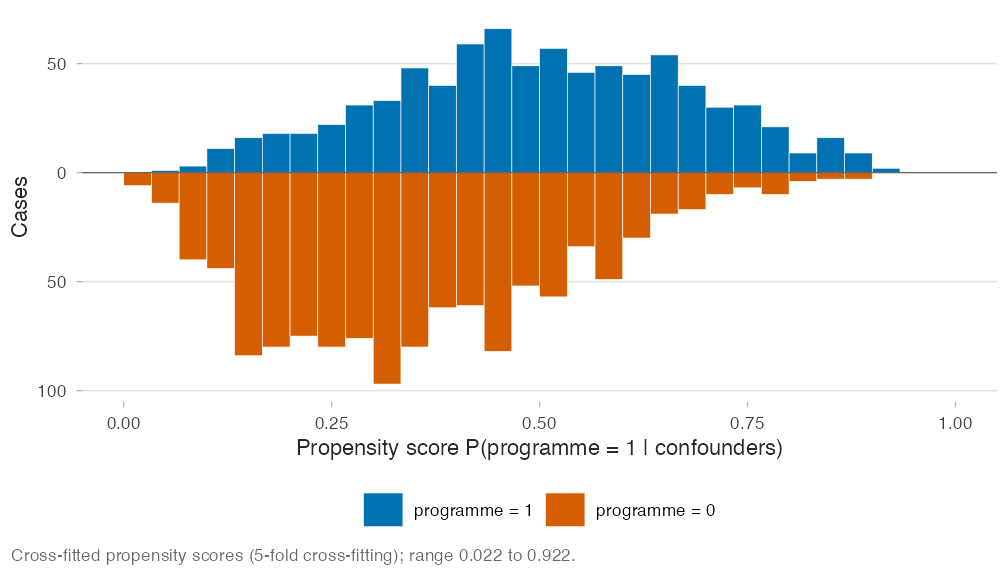 50
0
50
100
Cases
0.00 0.25 0.50 0.75 1.00
Propensity score P(programme = 1 | confounders)
programme = 1 programme = 0
Cross-fitted propensity scores (5-fold cross-fitting); range 0.022 to 0.922.